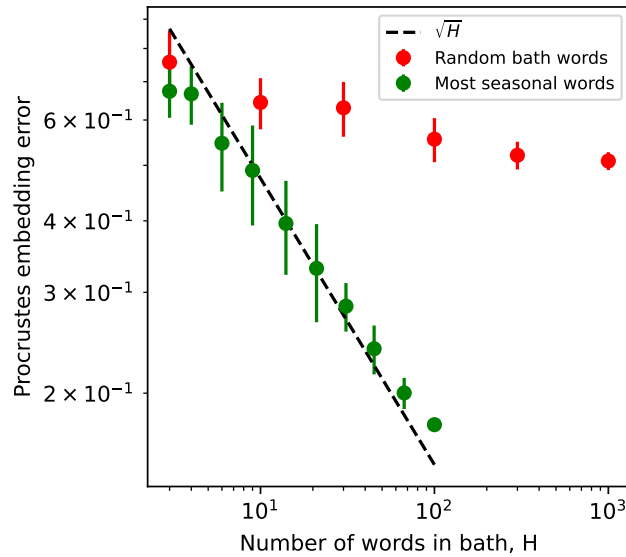 √H
Random bath words
Most seasonal words
Procrustes embedding error
6 × 10⁻¹
4 × 10⁻¹
3 × 10⁻¹
2 × 10⁻¹
10¹ 10² 10³
Number of words in bath, H